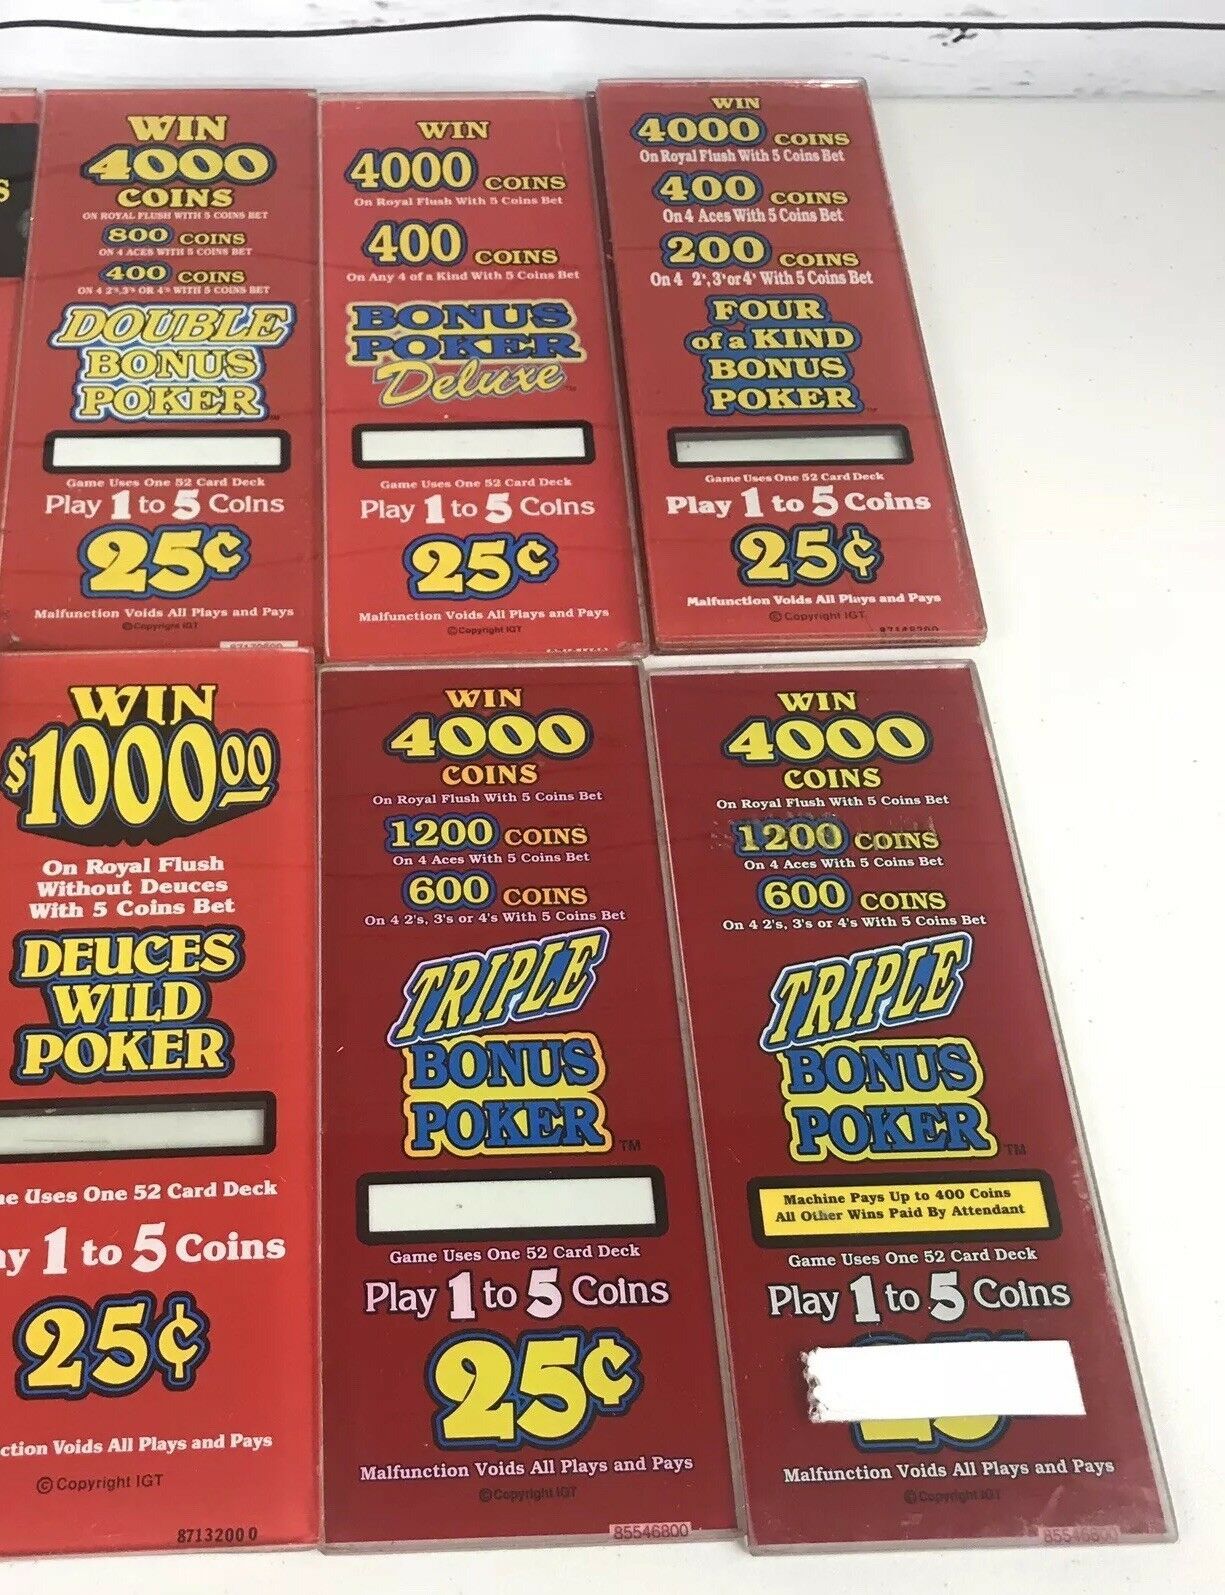 S
WIN
4000
COINS
ON ROYAL FLUSH WITH 5 COINS BET
800 COINS
ON 4 ACES WITH 5 COINS BET
400 COINS
ON 4 2's, 3's OR 4's WITH 5 COINS BET
DOUBLE
BONUS
POKER
Game Uses One 52 Card Deck
Play 1 to 5 Coins
25¢
Malfunction Voids All Plays and Pays
©Copyright IGT
WIN
4000 COINS
On Royal Flush With 5 Coins Bet
400 COINS
On Any 4 of a Kind With 5 Coins Bet
BONUS
POKER
Deluxe™
Game Uses One 52 Card Deck
Play 1 to 5 Coins
25¢
Malfunction Voids All Plays and Pays
©Copyright IGT
WIN
4000 COINS
On Royal Flush With 5 Coins Bet
400 COINS
On 4 Aces With 5 Coins Bet
200 COINS
On 4 2's, 3's or 4's With 5 Coins Bet
FOUR
of a KIND
BONUS
POKER™
Game Uses One 52 Card Deck
Play 1 to 5 Coins
25¢
Malfunction Voids All Plays and Pays
©Copyright IGT
WIN
$1000.00
On Royal Flush
Without Deuces
With 5 Coins Bet
DEUCES
WILD
POKER
Uses One 52 Card Deck
1 to 5 Coins
25¢
ction Voids All Plays and Pays
© Copyright IGT
87132000
WIN
4000
COINS
On Royal Flush With 5 Coins Bet
1200 COINS
On 4 Aces With 5 Coins Bet
600 COINS
On 4 2's, 3's or 4's With 5 Coins Bet
TRIPLE
BONUS
POKER™
Game Uses One 52 Card Deck
Play 1 to 5 Coins
25¢
Malfunction Voids All Plays and Pays
©Copyright IGT
85546800
WIN
4000
COINS
On Royal Flush With 5 Coins Bet
1200 COINS
On 4 Aces With 5 Coins Bet
600 COINS
On 4 2's, 3's or 4's With 5 Coins Bet
TRIPLE
BONUS
POKER™
Machine Pays Up to 400 Coins
All Other Wins Paid By Attendant
Game Uses One 52 Card Deck
Play 1 to 5 Coins
Malfunction Voids All Plays and Pays
©Copyright IGT
85546800